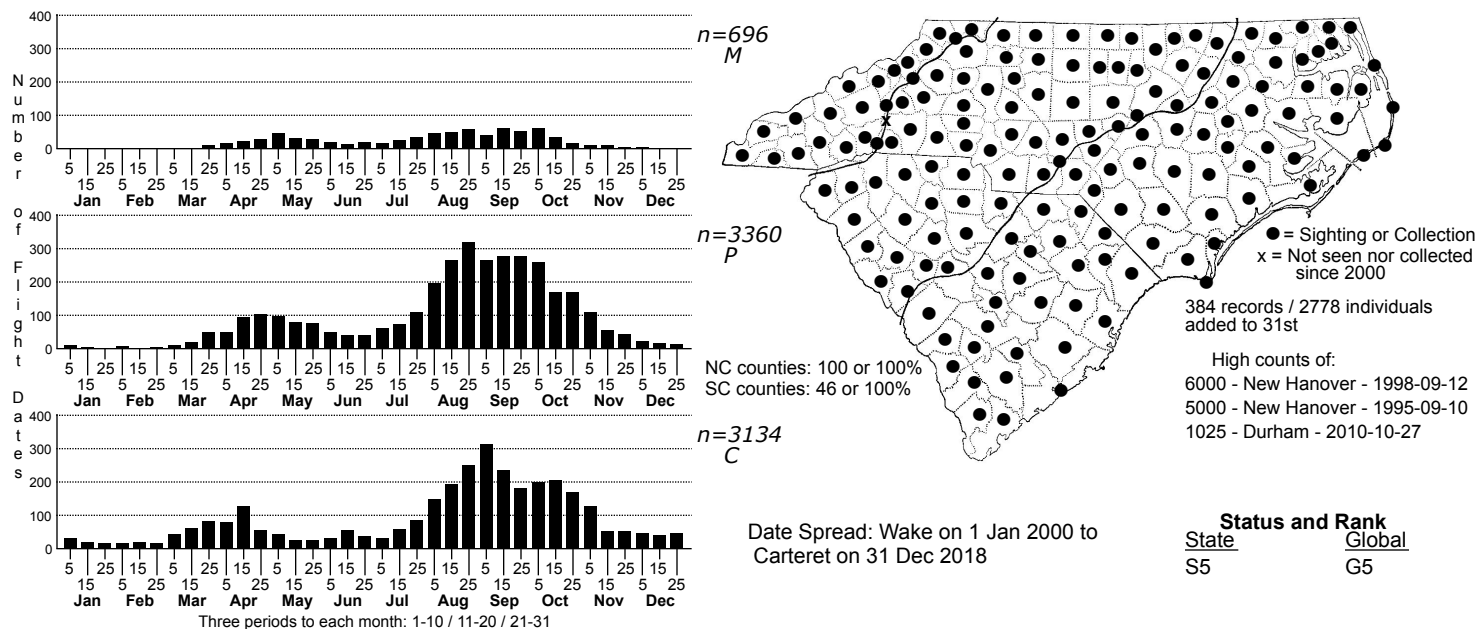 Number of Flight Dates
400
300
200
100
0
5 25 15 5 25 15 5 25 15 5 25 15 5 25 15 5 25 15
15 5 25 15 5 25 15 5 25 15 5 25 15 5 25 15 5 25
Jan Feb Mar Apr May Jun Jul Aug Sep Oct Nov Dec
n=696
M
400
300
200
100
0
5 25 15 5 25 15 5 25 15 5 25 15 5 25 15 5 25 15
15 5 25 15 5 25 15 5 25 15 5 25 15 5 25 15 5 25
Jan Feb Mar Apr May Jun Jul Aug Sep Oct Nov Dec
n=3360
P
400
300
200
100
0
5 25 15 5 25 15 5 25 15 5 25 15 5 25 15 5 25 15
15 5 25 15 5 25 15 5 25 15 5 25 15 5 25 15 5 25
Jan Feb Mar Apr May Jun Jul Aug Sep Oct Nov Dec
n=3134
C
Three periods to each month: 1-10 / 11-20 / 21-31
x
= Sighting or Collection
x = Not seen nor collected
since 2000
384 records / 2778 individuals
added to 31st
NC counties: 100 or 100%
SC counties: 46 or 100%
High counts of:
6000 - New Hanover - 1998-09-12
5000 - New Hanover - 1995-09-10
1025 - Durham - 2010-10-27
Date Spread: Wake on 1 Jan 2000 to
Carteret on 31 Dec 2018
Status and Rank
State Global
S5 G5